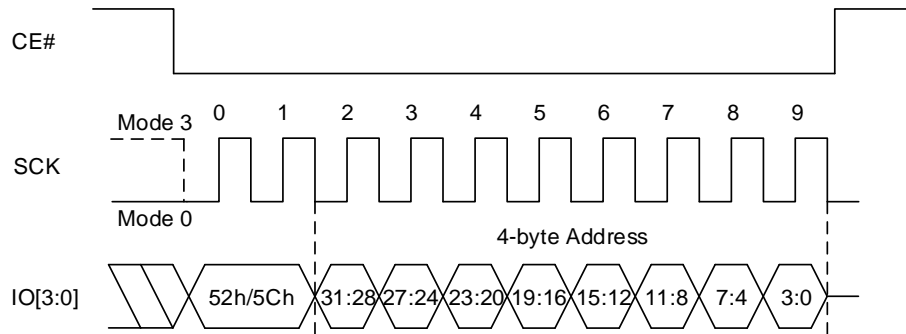 CE#
0 1 2 3 4 5 6 7 8 9
Mode 3
SCK
Mode 0
4-byte Address
IO[3:0]
52h/5Ch 31:28 27:24 23:20 19:16 15:12 11:8 7:4 3:0